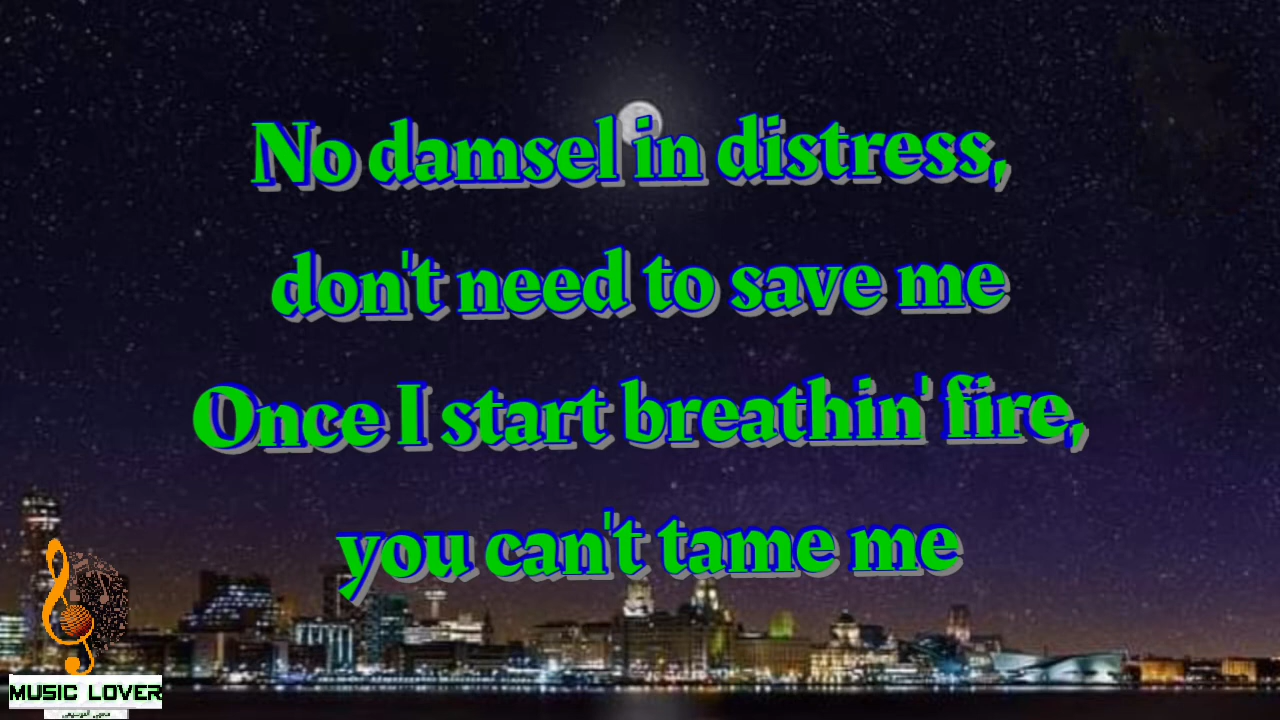 No damsel in distress,
don't need to save me
Once I start breathin' fire,
you can't tame me
MUSIC LOVER